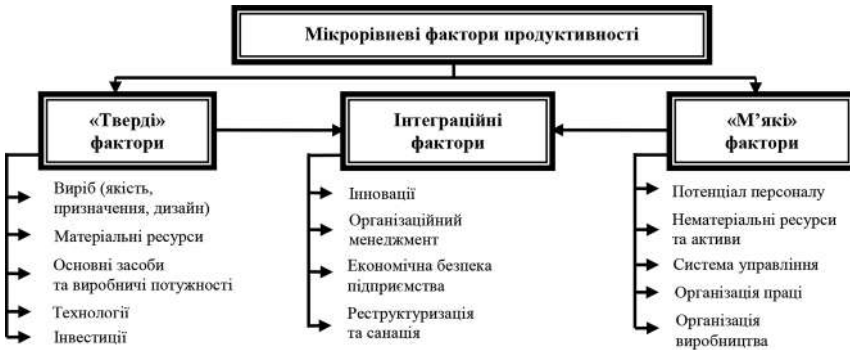 Мікрорівневі фактори продуктивності
«Тверді»
фактори
Виріб (якість,
призначення, дизайн)
Матеріальні ресурси
Основні засоби
та виробничі потужності
Технології
Інвестиції
Інтеграційні
фактори
Інновації
Організаційний
менеджмент
Економічна безпека
підприємства
Реструктуризація
та санація
«М’які»
фактори
Потенціал персоналу
Нематеріальні ресурси
та активи
Система управління
Організація праці
Організація
виробництва